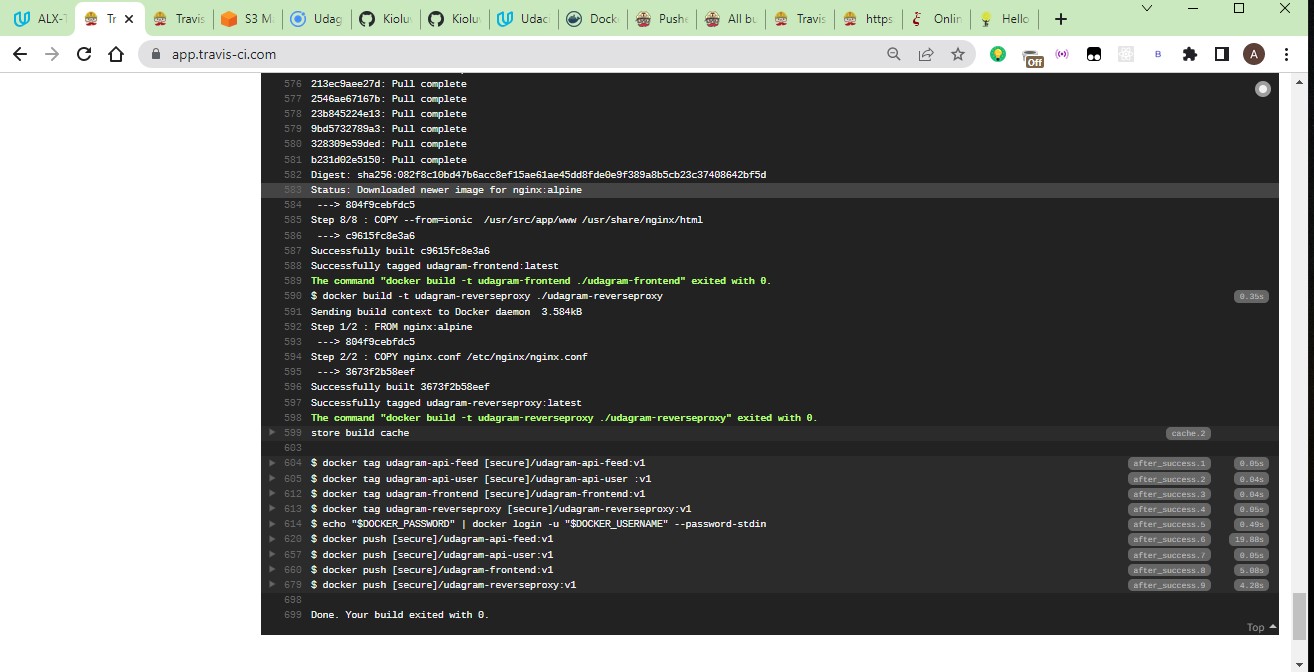 ALX-T
Tr
Travis
S3 M
Udag
Kiolu
Kiolu
Udac
Dock
Pushe
All bu
Travis
https
Onlin
Hello
app.travis-ci.com
Off
B
A
576 213ec9aee27d: Pull complete
577 2546ae67167b: Pull complete
578 23b845224e13: Pull complete
579 9bd5732789a3: Pull complete
580 328309e59ded: Pull complete
581 b231d02e5150: Pull complete
582 Digest: sha256:082f8c10bd47b6acc8ef15ae61ae45dd8fde0e9f389a8b5cb23c37408642bf5d
583 Status: Downloaded newer image for nginx:alpine
584 ---> 804f9cebfdc5
585 Step 8/8 : COPY --from=ionic /usr/src/app/www /usr/share/nginx/html
586 ---> c9615fc8e3a6
587 Successfully built c9615fc8e3a6
588 Successfully tagged udagram-frontend:latest
589 The command "docker build -t udagram-frontend ./udagram-frontend" exited with 0.
590 $ docker build -t udagram-reverseproxy ./udagram-reverseproxy 0.35s
591 Sending build context to Docker daemon 3.584kB
592 Step 1/2 : FROM nginx:alpine
593 ---> 804f9cebfdc5
594 Step 2/2 : COPY nginx.conf /etc/nginx/nginx.conf
595 ---> 3673f2b58eef
596 Successfully built 3673f2b58eef
597 Successfully tagged udagram-reverseproxy:latest
598 The command "docker build -t udagram-reverseproxy ./udagram-reverseproxy" exited with 0.
599 store build cache cache.2
603
604 $ docker tag udagram-api-feed [secure]/udagram-api-feed:v1 after_success.1 0.05s
605 $ docker tag udagram-api-user [secure]/udagram-api-user :v1 after_success.2 0.04s
612 $ docker tag udagram-frontend [secure]/udagram-frontend:v1 after_success.3 0.04s
613 $ docker tag udagram-reverseproxy [secure]/udagram-reverseproxy:v1 after_success.4 0.05s
614 $ echo "$DOCKER_PASSWORD" | docker login -u "$DOCKER_USERNAME" --password-stdin after_success.5 0.49s
620 $ docker push [secure]/udagram-api-feed:v1 after_success.6 19.88s
657 $ docker push [secure]/udagram-api-user:v1 after_success.7 0.05s
660 $ docker push [secure]/udagram-frontend:v1 after_success.8 5.08s
679 $ docker push [secure]/udagram-reverseproxy:v1 after_success.9 4.28s
698
699 Done. Your build exited with 0.
Top